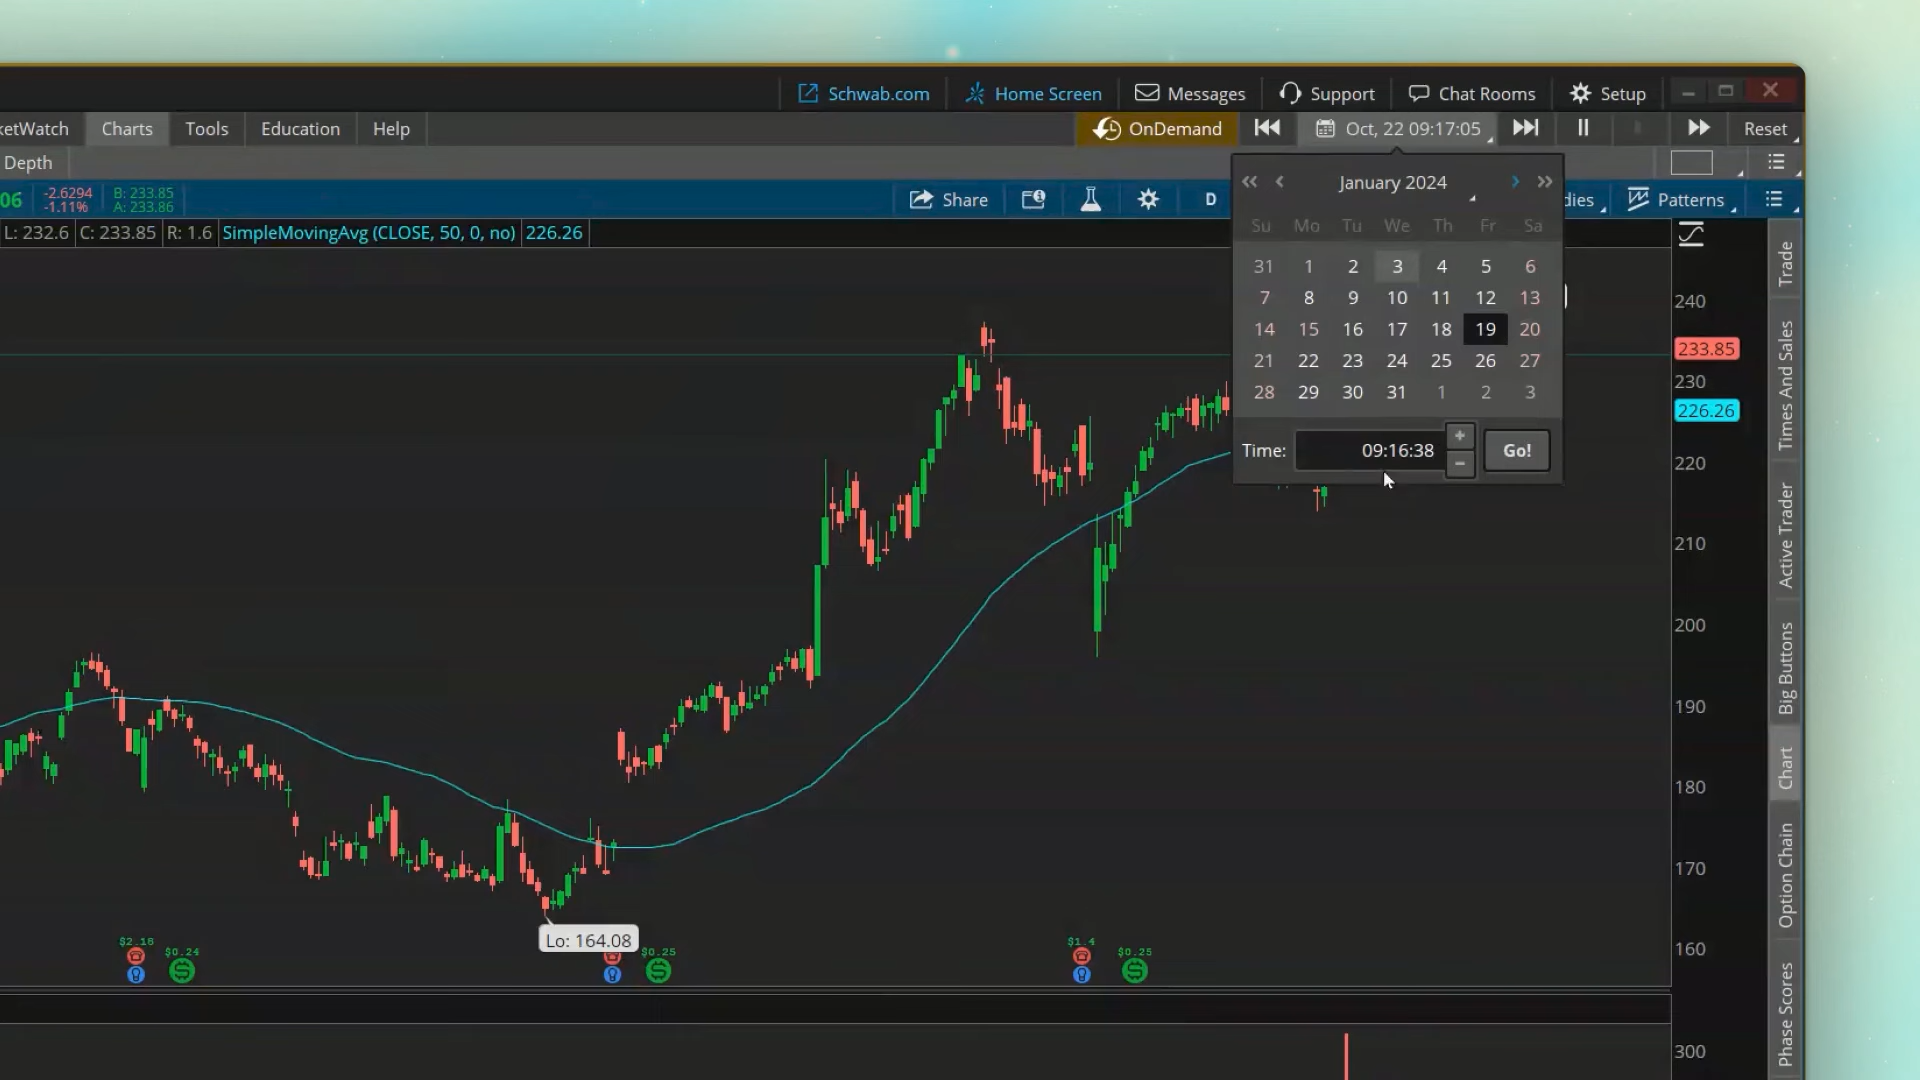 Schwab.com Home Screen Messages Support Chat Rooms Setup
ketWatch Charts Tools Education Help OnDemand Oct, 22 09:17:05 Reset
Depth
06 -2.6294 B: 233.85
-1.11% A: 233.86
Share D dies Patterns
L: 232.6 C: 233.85 R: 1.6 SimpleMovingAvg (CLOSE, 50, 0, no) 226.26
January 2024
Su Mo Tu We Th Fr Sa
31 1 2 3 4 5 6
7 8 9 10 11 12 13
14 15 16 17 18 19 20
21 22 23 24 25 26 27
28 29 30 31 1 2 3
Time: 09:16:38 Go!
240
233.85
230
226.26
220
210
200
190
180
170
160
300
Lo: 164.08
$2.18 $0.24 $0.25 $1.4 $0.25
Trade
Times And Sales
Active Trader
Big Buttons
Chart
Option Chain
Phase Scores